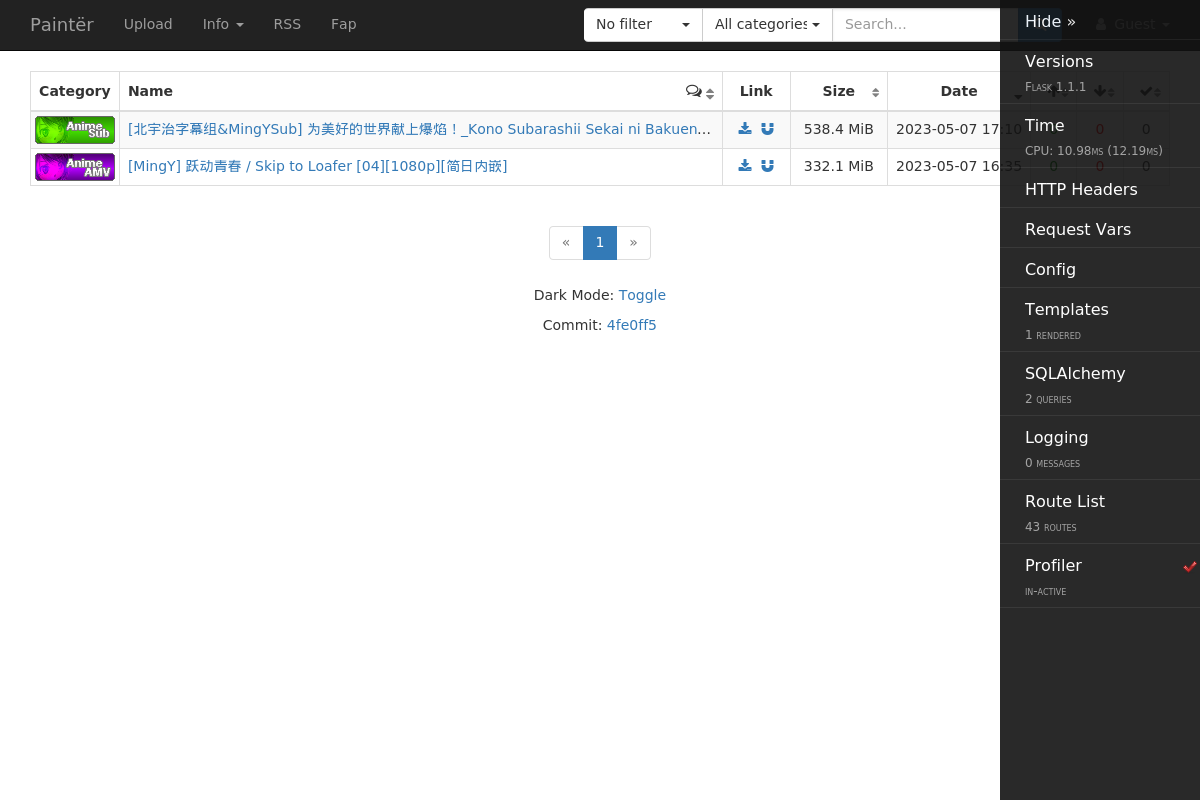 Paintër Upload Info RSS Fap No filter All categories Search... Guest
Hide »
Versions
Flask 1.1.1
Time
CPU: 10.98ms (12.19ms)
HTTP Headers
Request Vars
Config
Templates
1 rendered
SQLAlchemy
2 queries
Logging
0 messages
Route List
43 routes
Profiler
in-active
Category Name Link Size Date
Anime Sub [北宇治字幕组&MingYSub] 为美好的世界献上爆焰！_Kono Subarashii Sekai ni Bakuen... 538.4 MiB 2023-05-07 17:10 0 0
Anime AMV [MingY] 跃动青春 / Skip to Loafer [04][1080p][简日内嵌] 332.1 MiB 2023-05-07 16:35 0 0 0
« 1 »
Dark Mode: Toggle
Commit: 4fe0ff5